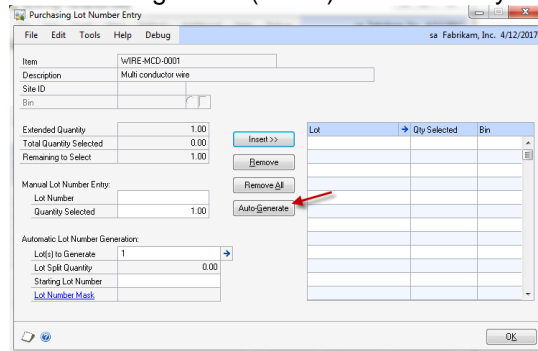 Purchasing Lot Number Entry
File Edit Tools Help Debug sa Fabrikam, Inc. 4/12/2017
Item WIRE-MCD-0001
Description Multi conductor wire
Site ID
Bin
Extended Quantity 1.00
Total Quantity Selected 0.00
Remaining to Select 1.00
Insert >>
Remove
Remove All
Auto-Generate
Lot Qty Selected Bin
Manual Lot Number Entry:
Lot Number
Quantity Selected 1.00
Automatic Lot Number Generation:
Lot(s) to Generate 1
Lot Split Quantity 0.00
Starting Lot Number
Lot Number Mask
OK